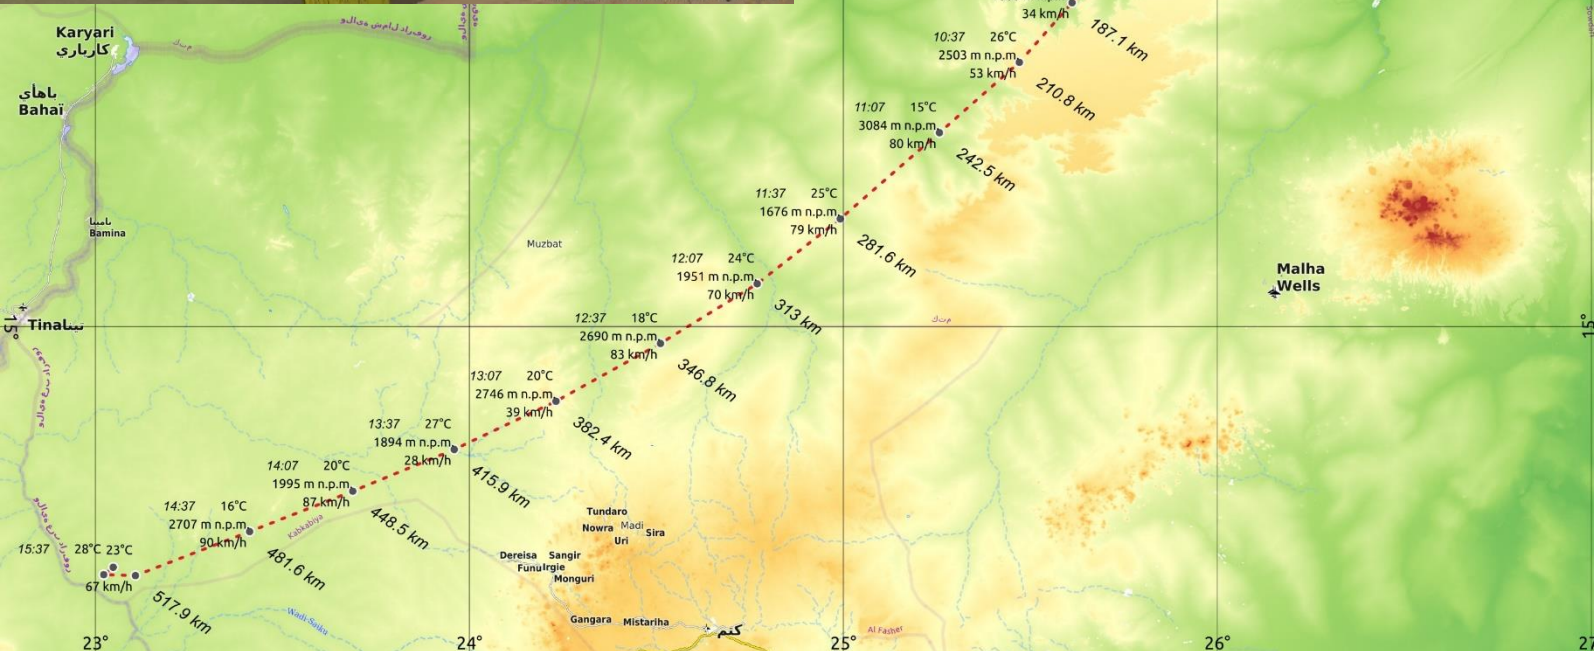 34 km/h
187.1 km
10:37 26°C
2503 m n.p.m.
53 km/h
210.8 km
11:07 15°C
3084 m n.p.m.
80 km/h
242.5 km
11:37 25°C
1676 m n.p.m.
79 km/h
281.6 km
12:07 24°C
1951 m n.p.m.
70 km/h
313 km
12:37 18°C
2690 m n.p.m.
83 km/h
346.8 km
13:07 20°C
2746 m n.p.m.
39 km/h
382.4 km
13:37 27°C
1894 m n.p.m.
28 km/h
415.9 km
14:07 20°C
1995 m n.p.m.
87 km/h
448.5 km
14:37 16°C
2707 m n.p.m.
90 km/h
481.6 km
15:37 28°C 23°C
67 km/h
517.9 km
Karyari
كارياري
باهاي
Bahaï
بامينا
Bamina
Tinaتينا
Muzbat
Malha
Wells
Kabkabiya
Wadi-Seiku
Tundaro
Nowra
Madi
Uri
Sira
Dereisa
Sangir
Funu
Irgie
Monguri
Gangara
Mistariha
كتم
Al Fasher
15°
15°
23°
24°
25°
26°
27